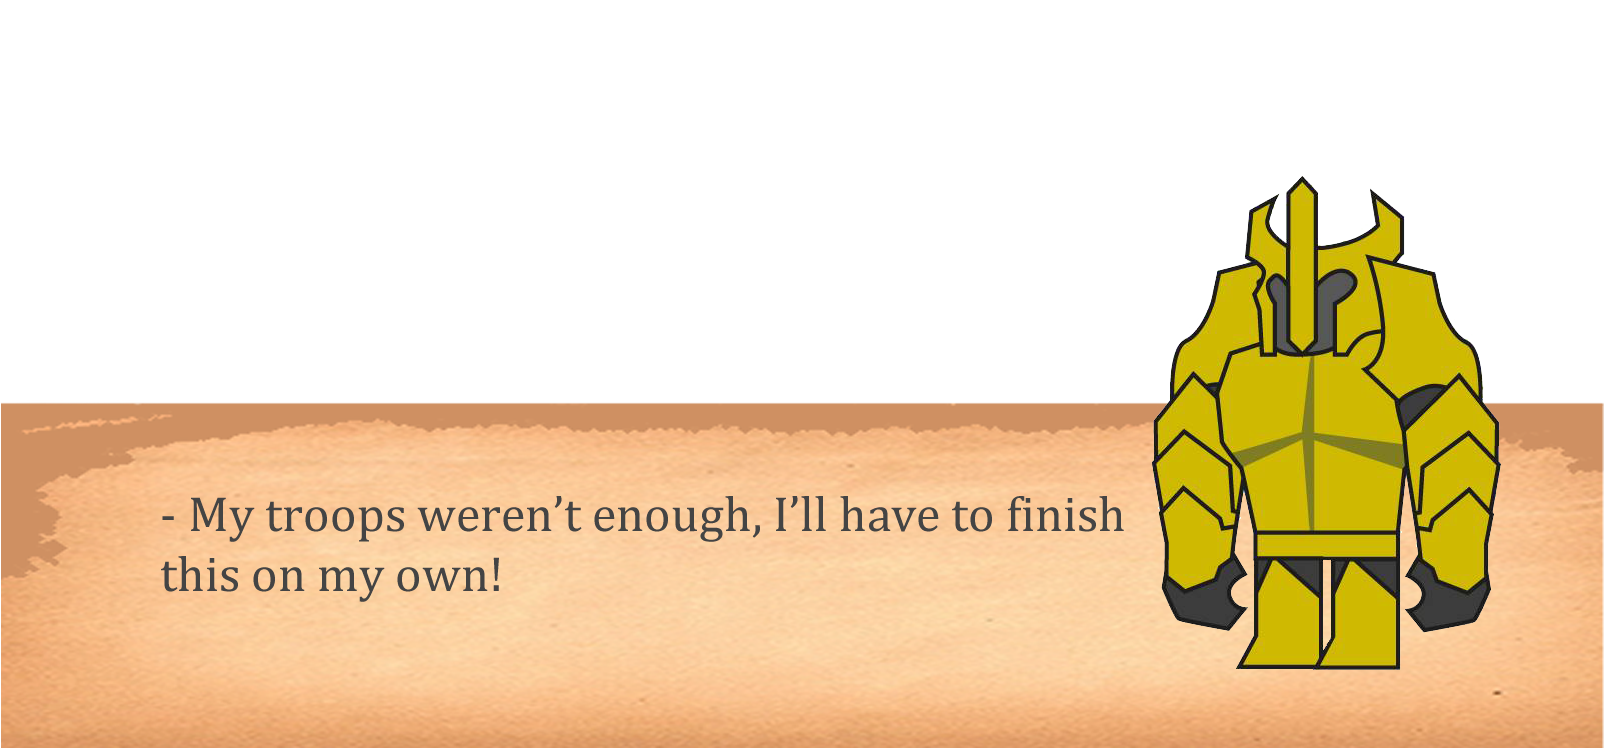 - My troops weren’t enough, I’ll have to finish
this on my own!